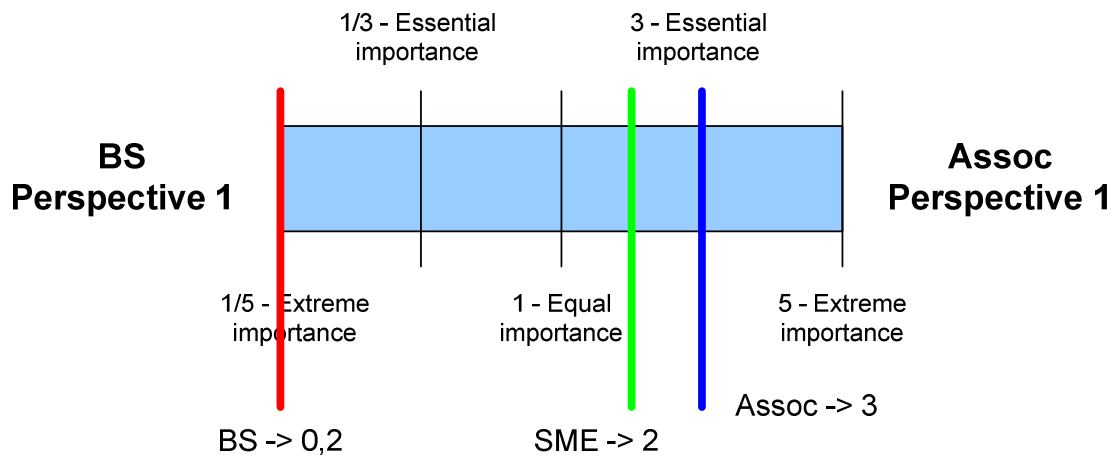 1/3 - Essential
importance
3 - Essential
importance
BS
Perspective 1
Assoc
Perspective 1
1/5 - Extreme
importance
1 - Equal
importance
5 - Extreme
importance
Assoc -> 3
BS -> 0,2
SME -> 2